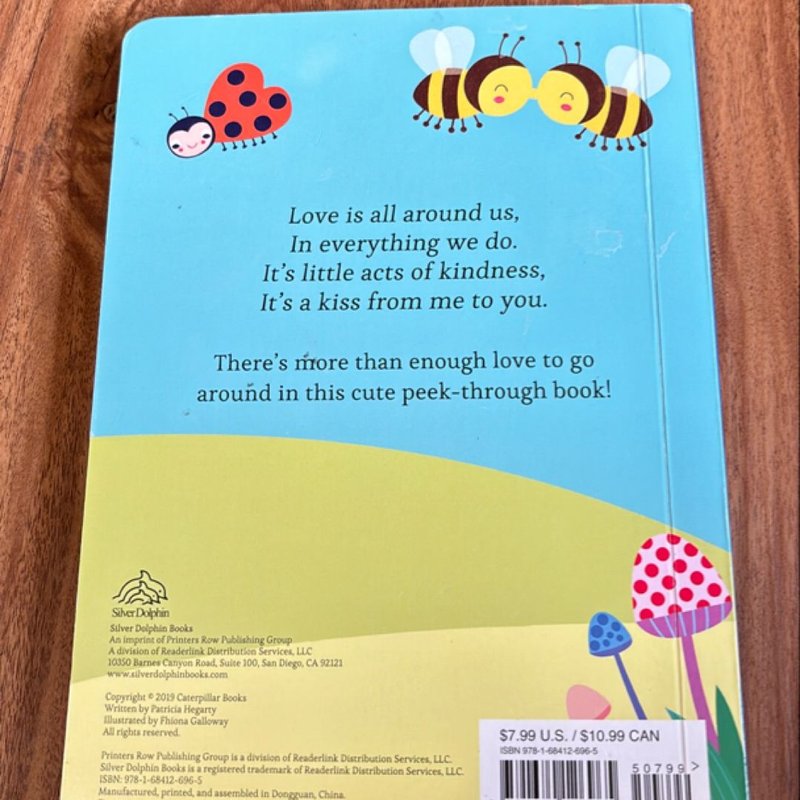 Love is all around us,
In everything we do.
It's little acts of kindness,
It's a kiss from me to you.
There's more than enough love to go
around in this cute peek-through book!
SilverDolphin
Silver Dolphin Books
An imprint of Printers Row Publishing Group
A division of Readerlink Distribution Services, LLC
10350 Barnes Canyon Road, Suite 100, San Diego, CA 92121
www.silverdolphinbooks.com
Copyright © 2019 Caterpillar Books
Written by Patricia Hegarty
Illustrated by Fhiona Galloway
All rights reserved.
Printers Row Publishing Group is a division of Readerlink Distribution Services, LLC.
Silver Dolphin Books is a registered trademark of Readerlink Distribution Services, LLC.
ISBN: 978-1-68412-696-5
Manufactured, printed, and assembled in Dongguan, China.
$7.99 U.S. / $10.99 CAN
ISBN 978-1-68412-696-5
50799>